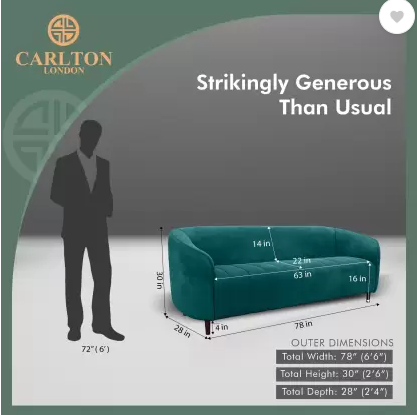 CARLTON
LONDON
Strikingly Generous
Than Usual
14 in
22 in
63 in
16 in
30 in
28 in
4 in
78 in
72" ( 6')
OUTER DIMENSIONS
Total Width: 78" (6'6")
Total Height: 30" (2'6")
Total Depth: 28" (2'4")